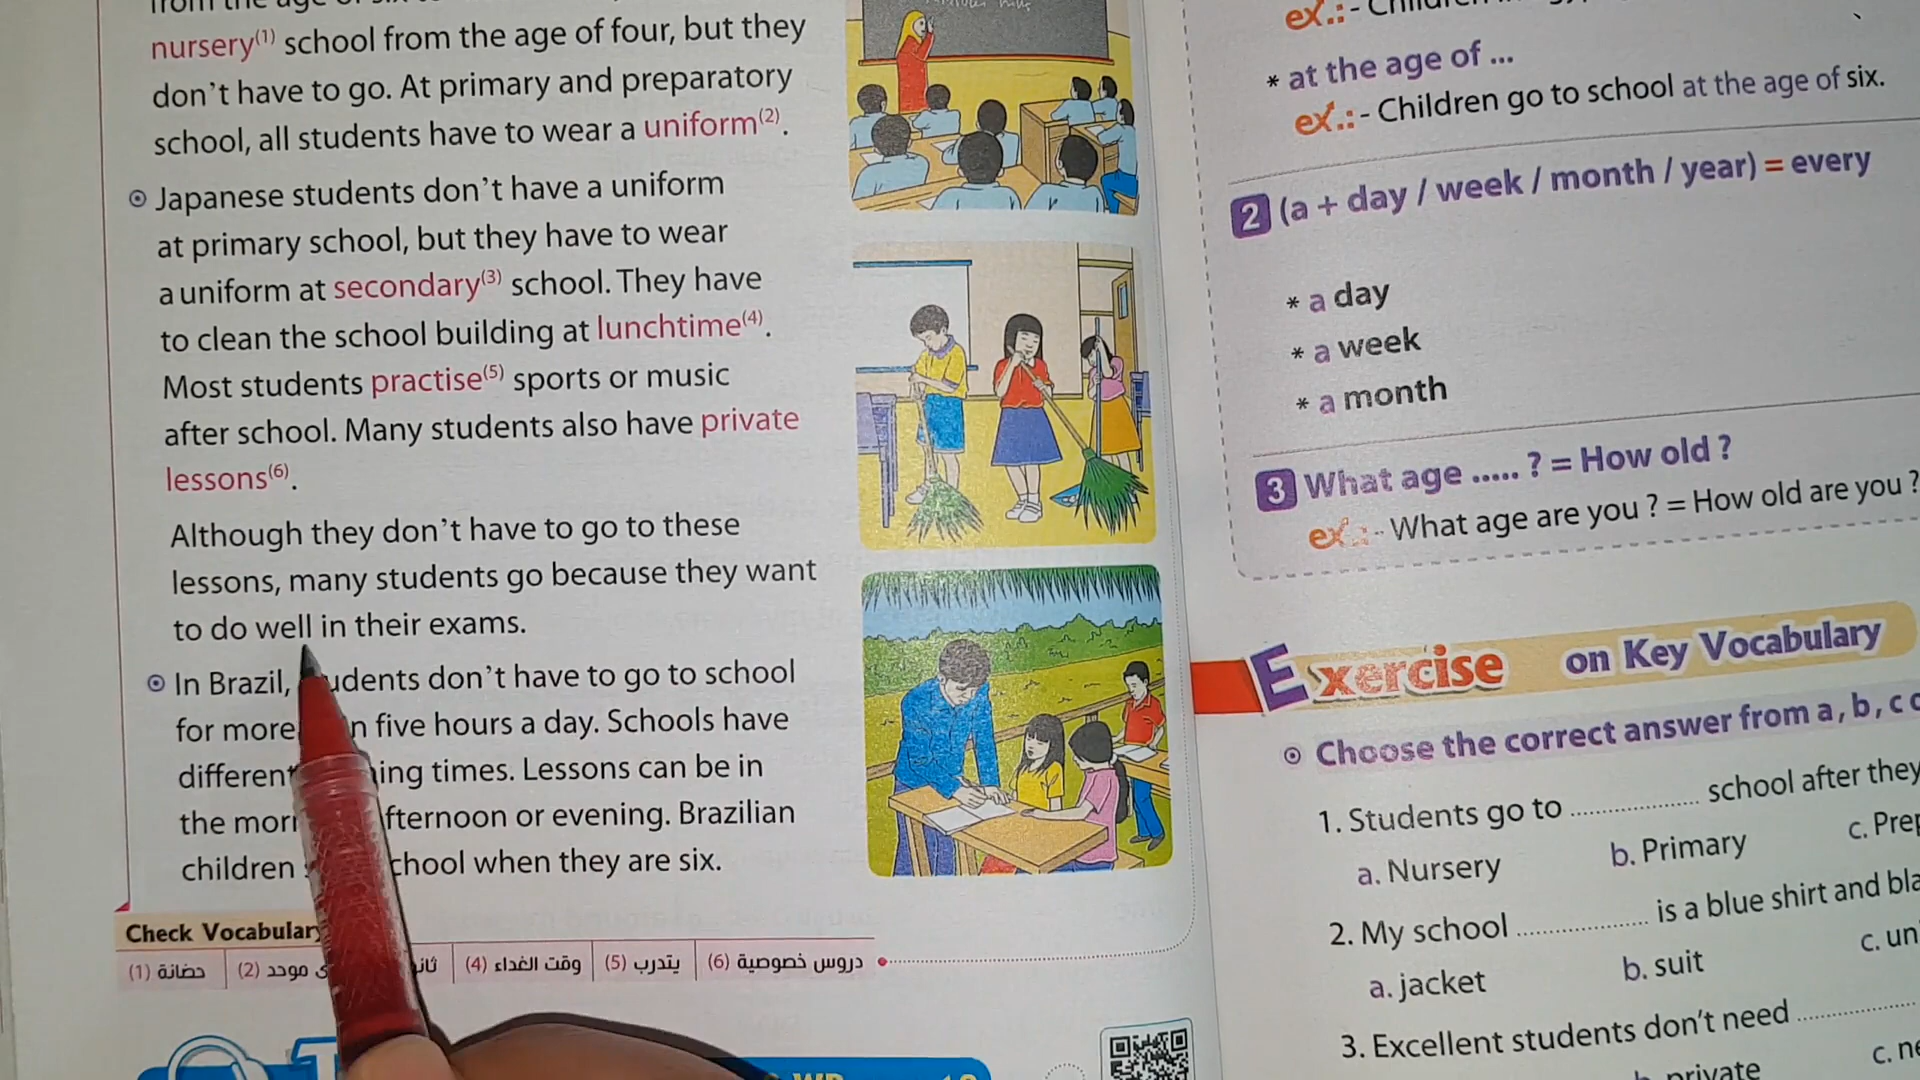 nursery(1) school from the age of four, but they
don't have to go. At primary and preparatory
school, all students have to wear a uniform(2).
Japanese students don't have a uniform
at primary school, but they have to wear
a uniform at secondary(3) school. They have
to clean the school building at lunchtime(4).
Most students practise(5) sports or music
after school. Many students also have private
lessons(6).
Although they don't have to go to these
lessons, many students go because they want
to do well in their exams.
In Brazil, students don't have to go to school
for more five hours a day. Schools have
different times. Lessons can be in
the afternoon or evening. Brazilian
children school when they are six.
Check Vocabulary
(1) حضانة
(2) موحد
(4) وقت الغداء
(5) يتدرب
(6) دروس خصوصية
* at the age of ...
ex.: - Children go to school at the age of six.
2 (a + day / week / month / year) = every
* a day
* a week
* a month
3 What age ..... ? = How old ?
ex.: - What age are you ? = How old are you ?
Exercise on Key Vocabulary
Choose the correct answer from a, b, c
1. Students go to .................. school after they
a. Nursery b. Primary c.
2. My school .................. is a blue shirt and
a. jacket b. suit c.
3. Excellent students don't need ..................
private c.